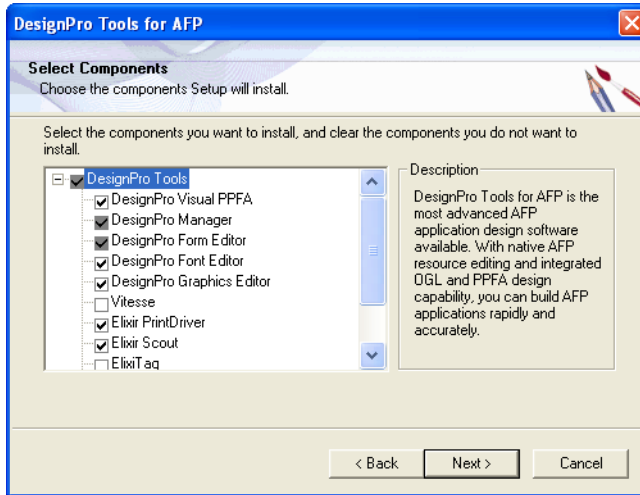 DesignPro Tools for AFP
Select Components
Choose the components Setup will install.
Select the components you want to install, and clear the components you do not want to
install.
DesignPro Tools
DesignPro Visual PPFA
DesignPro Manager
DesignPro Form Editor
DesignPro Font Editor
DesignPro Graphics Editor
Vitesse
Elixir PrintDriver
Elixir Scout
ElixiTag
Description
DesignPro Tools for AFP is the
most advanced AFP
application design software
available. With native AFP
resource editing and integrated
OGL and PPFA design
capability, you can build AFP
applications rapidly and
accurately.
< Back
Next >
Cancel